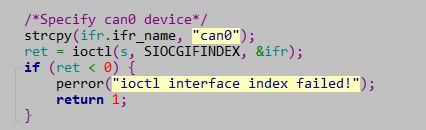 /*Specify can0 device*/
strcpy(ifr.ifr_name, "can0");
ret = ioctl(s, SIOCGIFINDEX, &ifr);
if (ret < 0) {
    perror("ioctl interface index failed!");
    return 1;
}